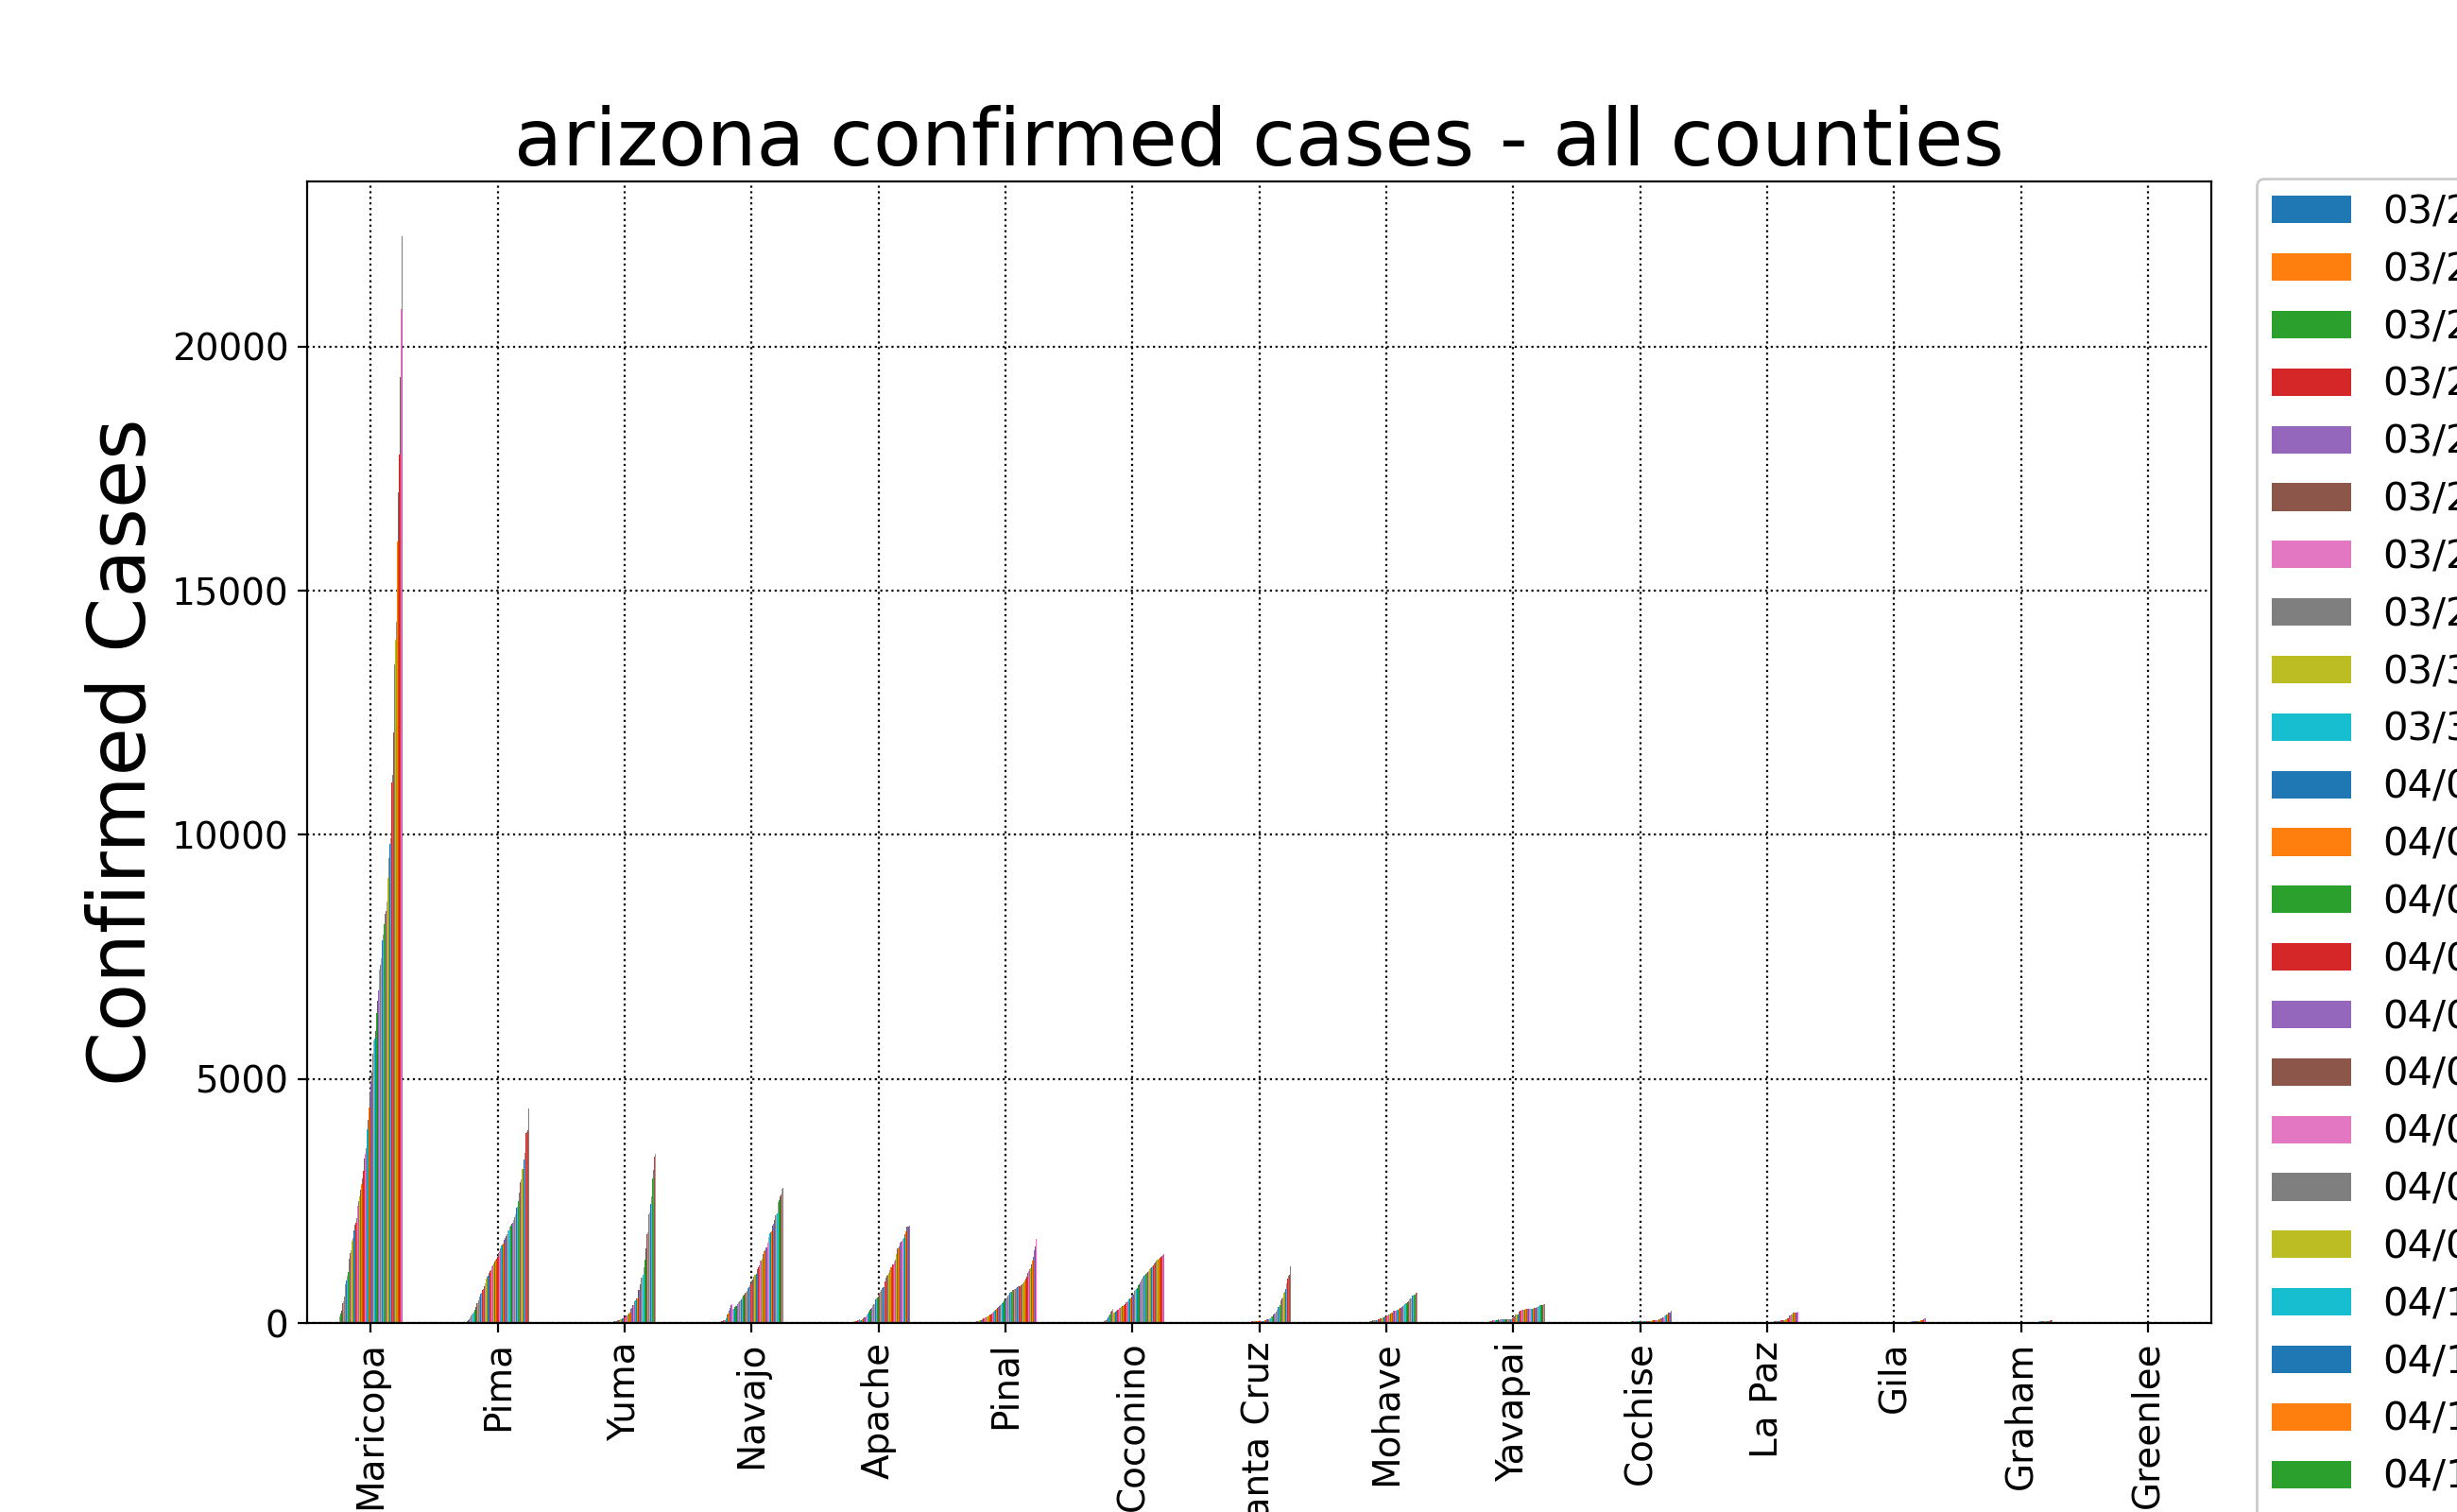 arizona confirmed cases - all counties
Confirmed Cases
20000
15000
10000
5000
0
Maricopa
Pima
Yuma
Navajo
Apache
Pinal
Coconino
anta Cruz
Mohave
Yavapai
Cochise
La Paz
Gila
Graham
Greenlee
03/2
03/2
03/2
03/2
03/2
03/2
03/2
03/2
03/3
03/3
04/0
04/0
04/0
04/0
04/0
04/0
04/0
04/0
04/0
04/1
04/1
04/1
04/1